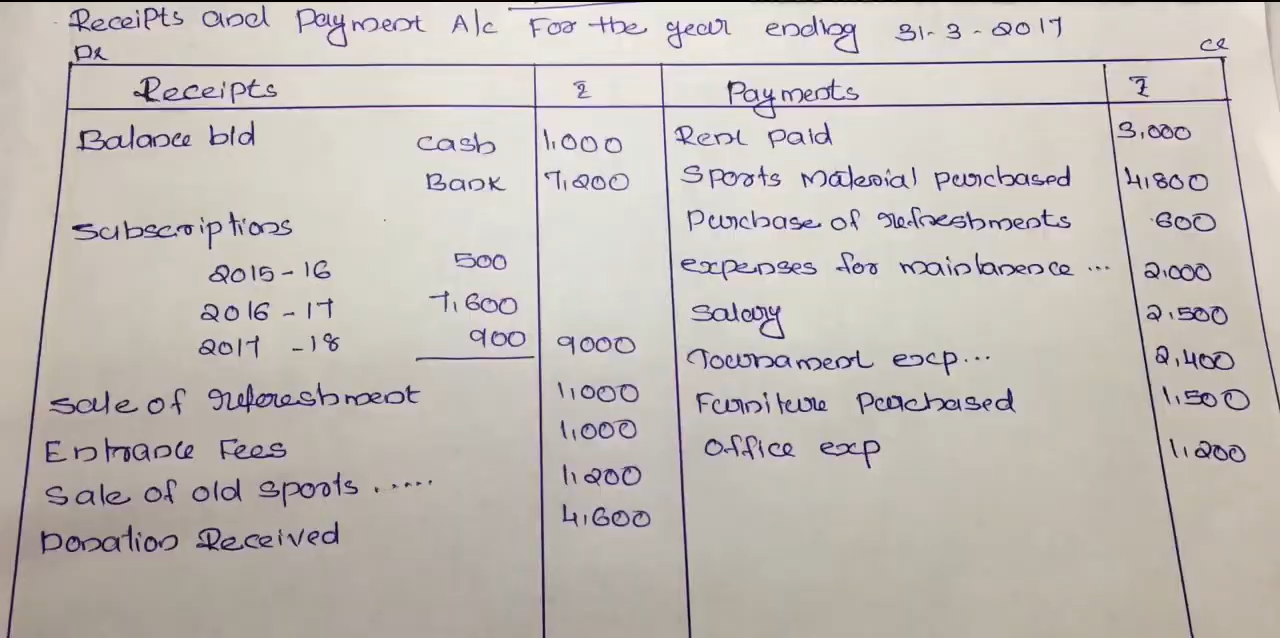 Receipts and Payment A/c For the year ending 31-3-2017
Dr Cr
Receipts ₹ Payments ₹
Balance b/d cash 1,000 Rent paid 3,000
Bank 7,200 Sports material purchased 4,800
Subscriptions Purchase of refreshments 600
2015-16 500 expenses for maintanence ... 2,000
2016-17 7,600 Salary 2,500
2017-18 900 9000 Tournament exp... 2,400
Sale of refreshment 1,000 Furniture Purchased 1,500
Entrance Fees 1,000 Office exp 1,200
Sale of old sports ..... 1,200
Donation Received 4,600